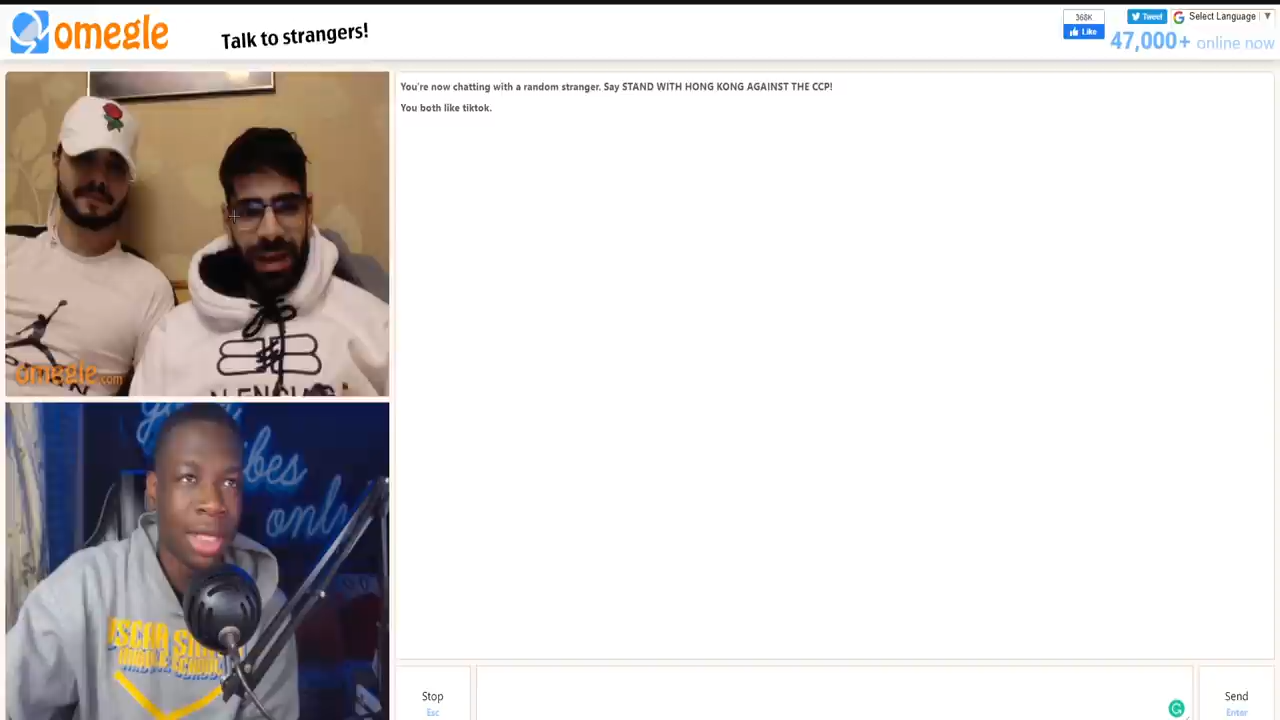 omegle
Talk to strangers!
368K
Like
Tweet
Select Language
47,000+ online now
You're now chatting with a random stranger. Say STAND WITH HONG KONG AGAINST THE CCP!
You both like tiktok.
omegle.com
ibes
only
Stop
Esc
Send
Enter